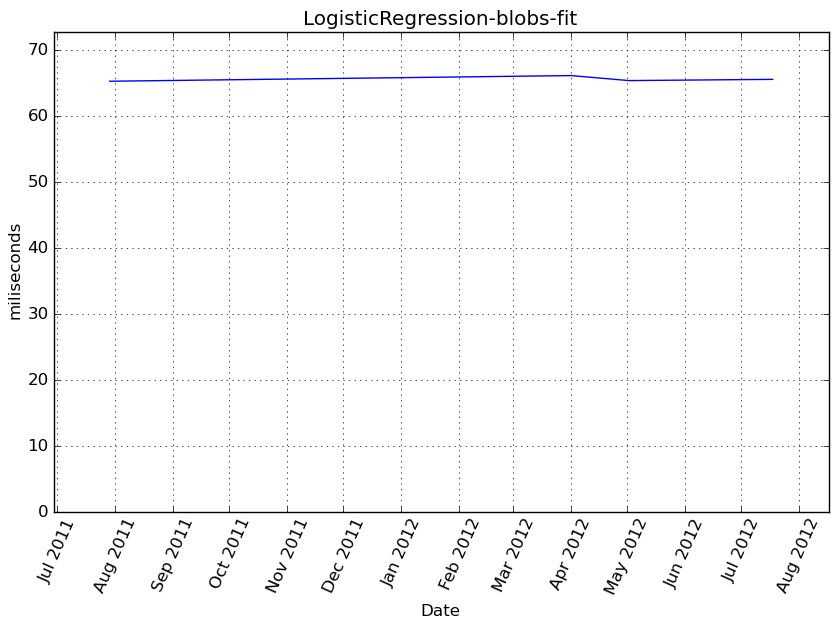 LogisticRegression-blobs-fit
70
60
50
40
30
20
10
0
miliseconds
Jul 2011
Aug 2011
Sep 2011
Oct 2011
Nov 2011
Dec 2011
Jan 2012
Feb 2012
Mar 2012
Apr 2012
May 2012
Jun 2012
Jul 2012
Aug 2012
Date